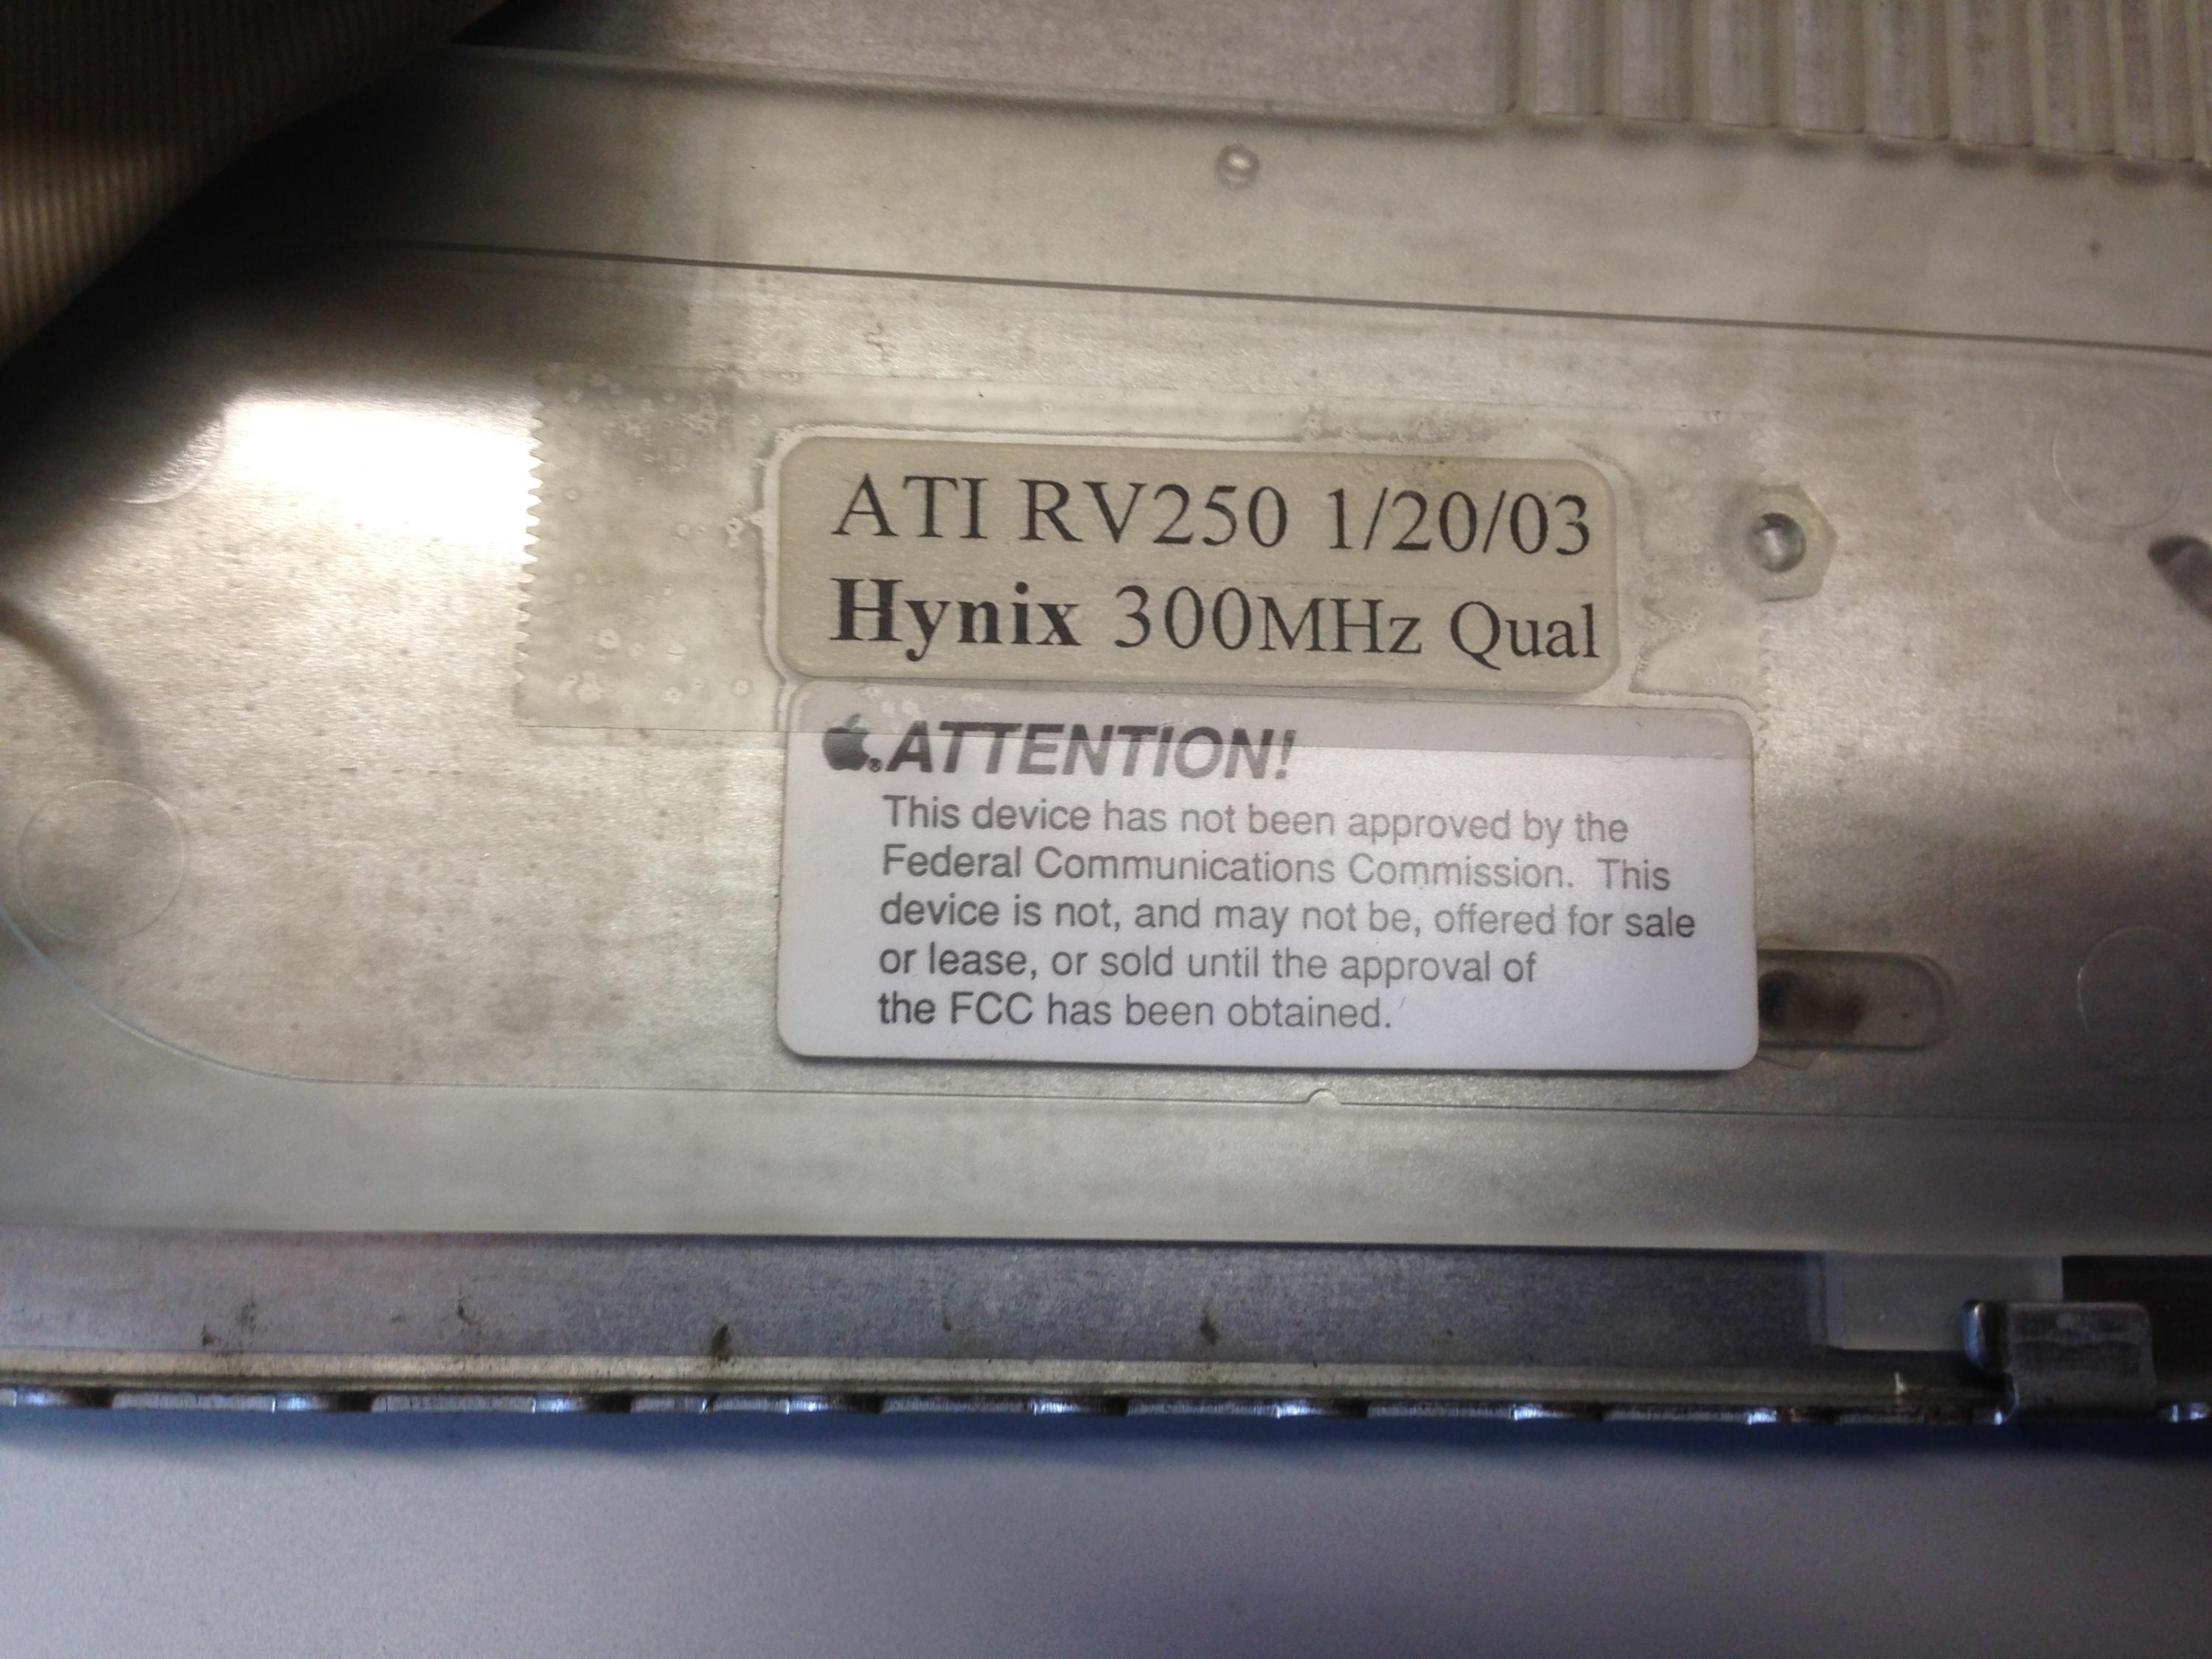 ATI RV250 1/20/03
Hynix 300MHz Qual
®ATTENTION!
This device has not been approved by the
Federal Communications Commission. This
device is not, and may not be, offered for sale
or lease, or sold until the approval of
the FCC has been obtained.